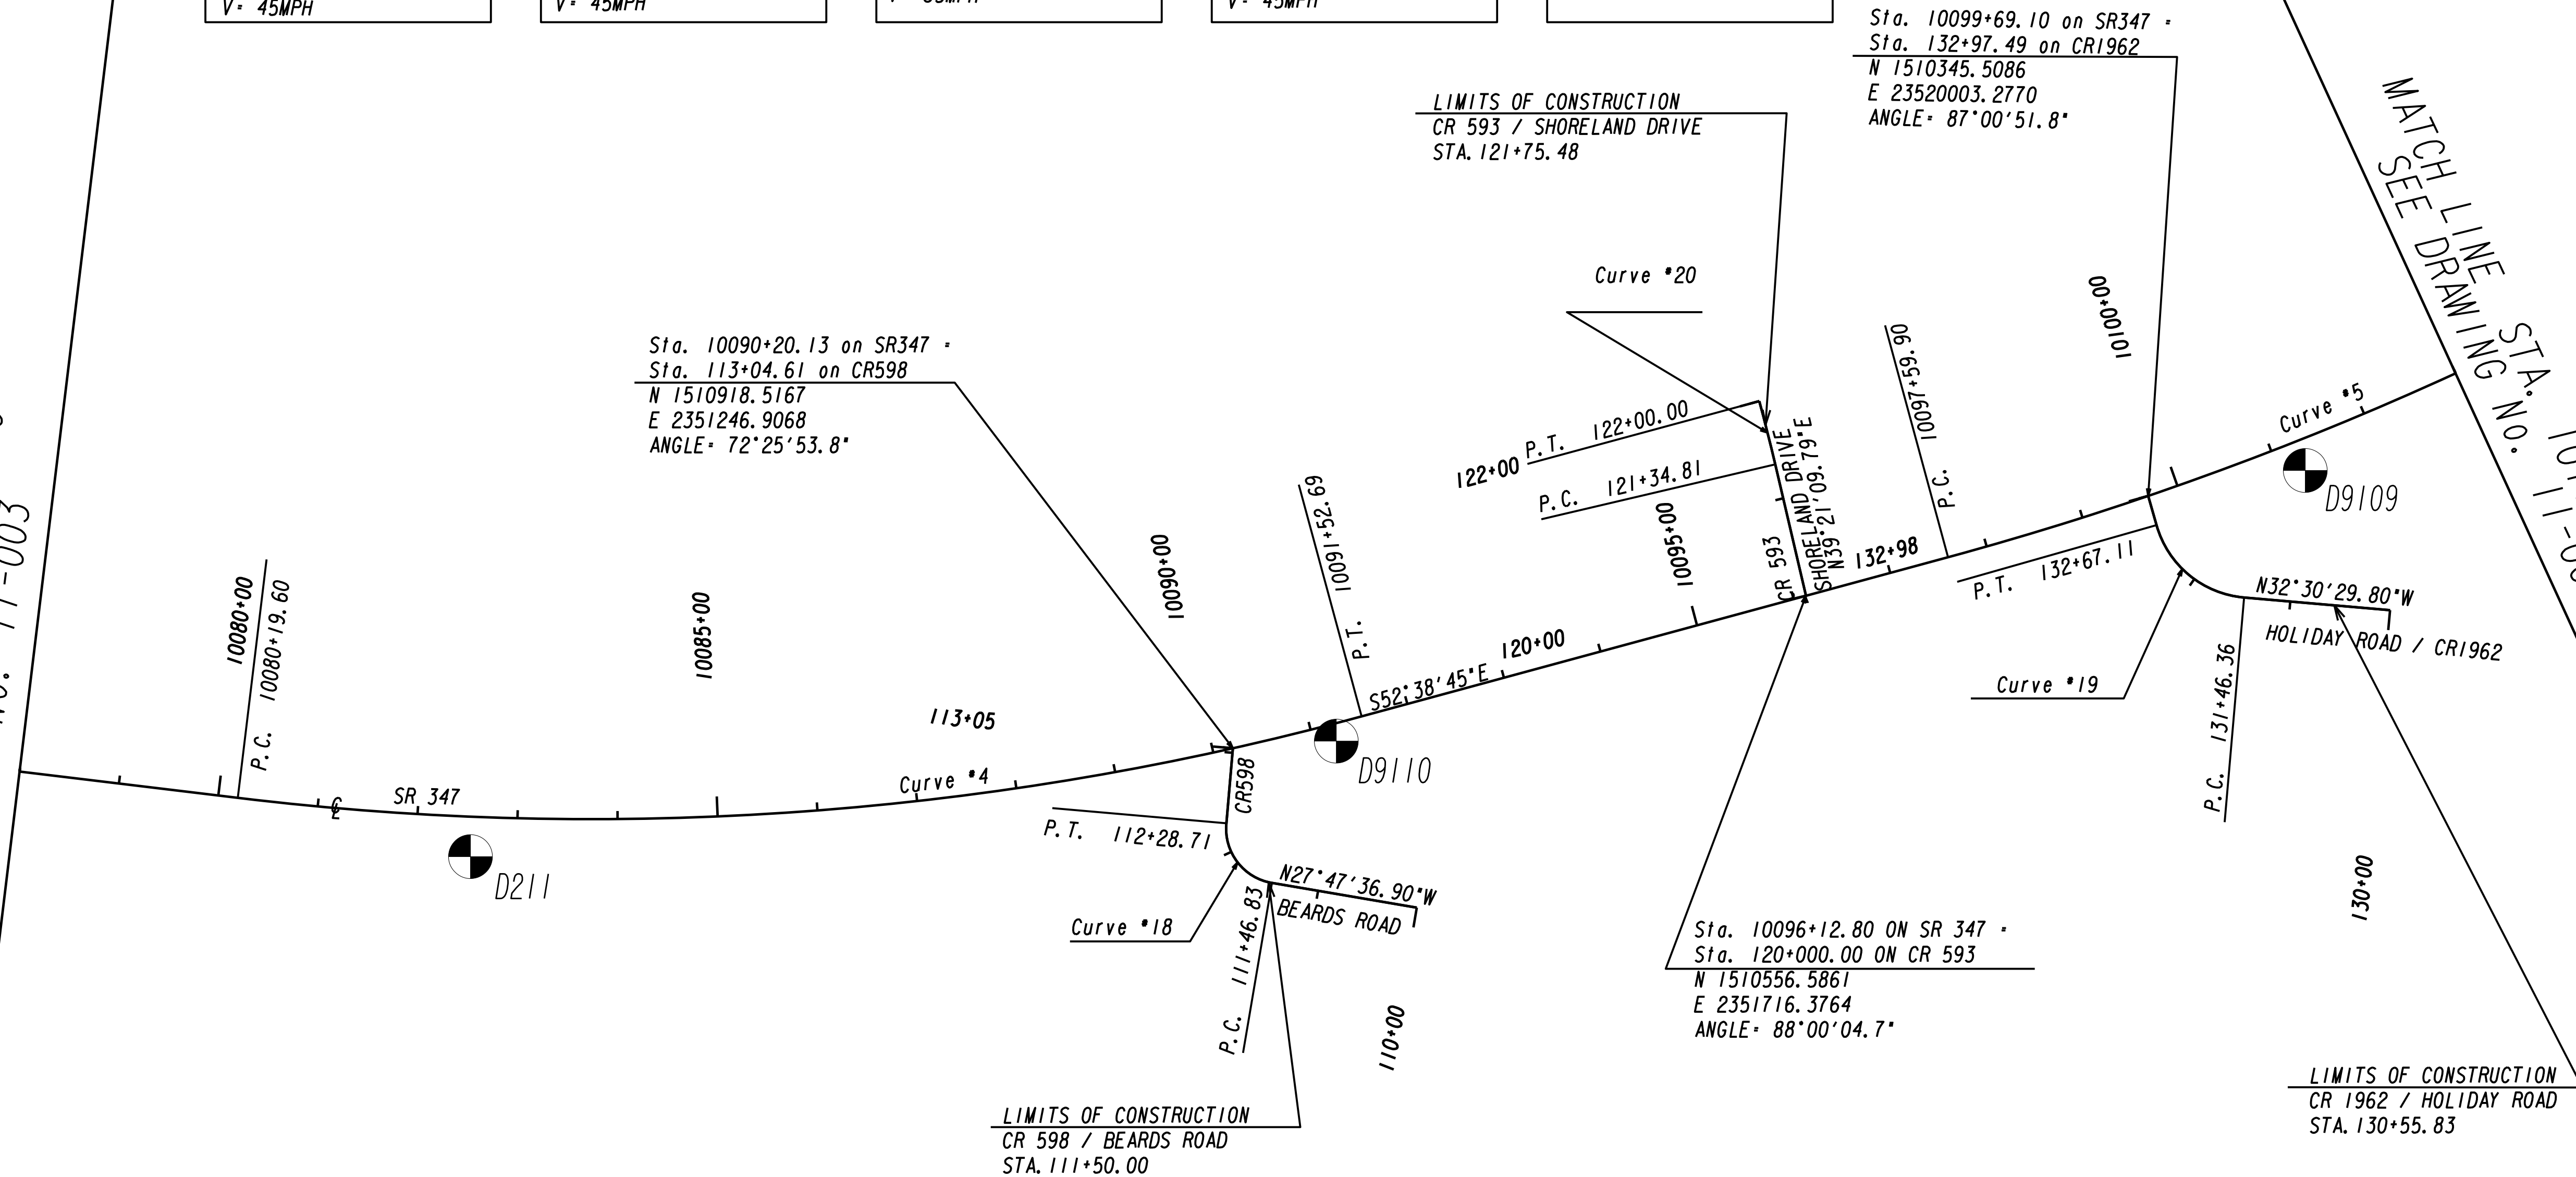 V= 45MPH
V= 45MPH
V= 45MPH
Sta. 10099+69.10 on SR347 =
Sta. 132+97.49 on CR1962
N 1510345.5086
E 23520003.2770
ANGLE= 87°00'51.8"
LIMITS OF CONSTRUCTION
CR 593 / SHORELAND DRIVE
STA.121+75.48
MATCH LINE STA.
SEE DRAWING NO.
Curve #20
Sta. 10090+20.13 on SR347 =
Sta. 113+04.61 on CR598
N 1510918.5167
E 2351246.9068
ANGLE= 72°25'53.8"
10080+00
P.C. 10080+19.60
10085+00
10090+00
P.T. 10091+52.69
122+00
P.T. 122+00.00
P.C. 121+34.81
10095+00
CR 593
SHORELAND DRIVE
N39°21'09.79"E
P.C. 10097+59.90
10100+00
Curve #5
D9109
132+98
P.T. 132+67.11
N32°30'29.80"W
HOLIDAY ROAD / CR1962
Curve #19
P.C. 131+46.36
130+00
120+00
S52°38'45"E
D9110
113+05
Curve #4
SR 347
D211
CR598
P.T. 112+28.71
N27°47'36.90"W
BEARDS ROAD
Curve #18
P.C. 111+46.83
110+00
Sta. 10096+12.80 ON SR 347 =
Sta. 120+000.00 ON CR 593
N 1510556.5861
E 2351716.3764
ANGLE= 88°00'04.7"
LIMITS OF CONSTRUCTION
CR 598 / BEARDS ROAD
STA.111+50.00
LIMITS OF CONSTRUCTION
CR 1962 / HOLIDAY ROAD
STA.130+55.83